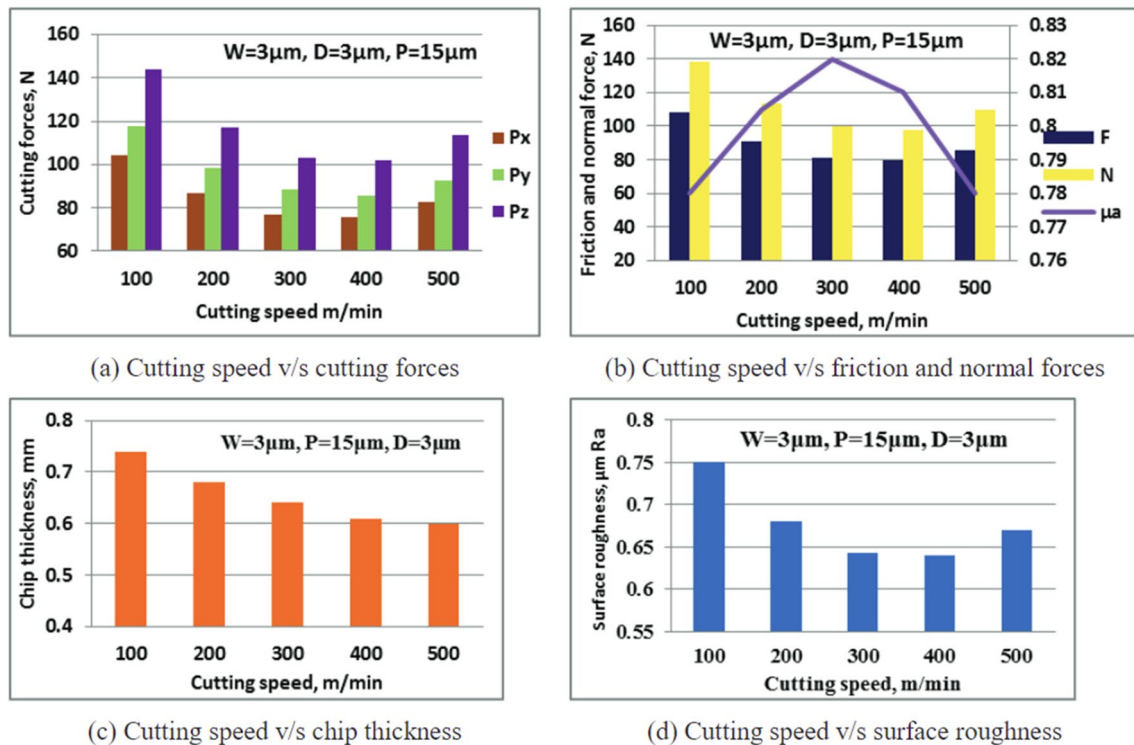 W=3µm, D=3µm, P=15µm
Cutting forces, N
160
140
120
100
80
60
Px
Py
Pz
100 200 300 400 500
Cutting speed m/min
(a) Cutting speed v/s cutting forces
W=3µm, D=3µm, P=15µm
Friction and normal force, N
160
140
120
100
80
60
40
20
0.83
0.82
0.81
0.8
0.79
0.78
0.77
0.76
F
N
µa
100 200 300 400 500
Cutting speed, m/min
(b) Cutting speed v/s friction and normal forces
W=3µm, P=15µm, D=3µm
Chip thickness, mm
0.8
0.7
0.6
0.5
0.4
100 200 300 400 500
Cutting speed, m/min
(c) Cutting speed v/s chip thickness
W=3µm, P=15µm, D=3µm
Surface roughness, µm Ra
0.8
0.75
0.7
0.65
0.6
0.55
100 200 300 400 500
Cutting speed, m/min
(d) Cutting speed v/s surface roughness